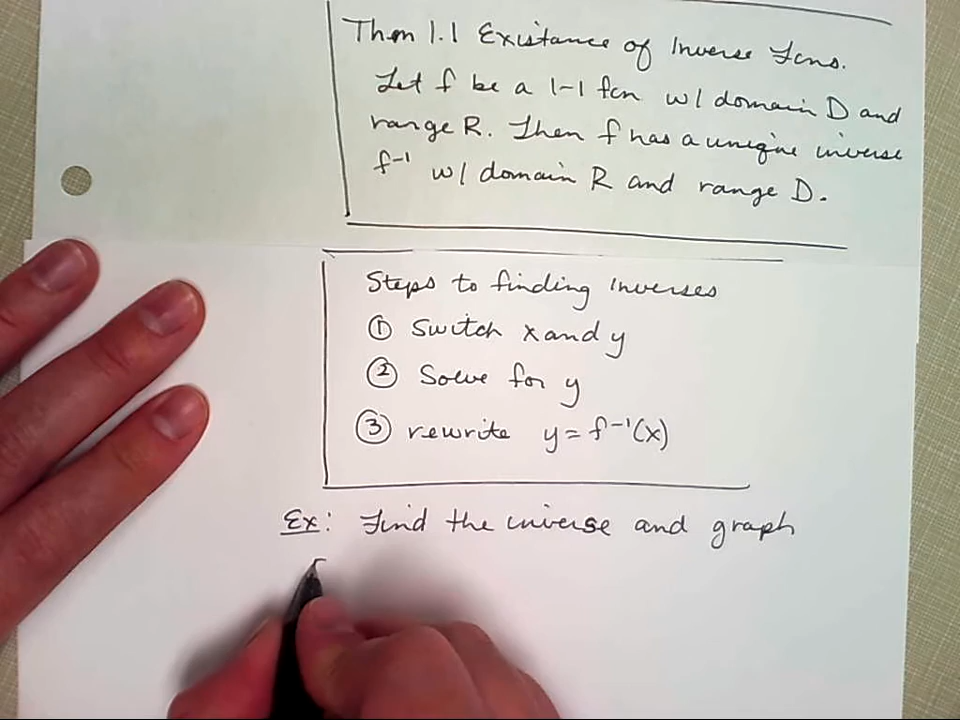 Thm 1.1 Existance of Inverse Fcns.
Let f be a 1-1 fcn w/ domain D and
range R. Then f has a unique inverse
f⁻¹ w/ domain R and range D.
Steps to finding inverses
① Switch x and y
② Solve for y
③ rewrite y = f⁻¹(x)
Ex: Find the inverse and graph